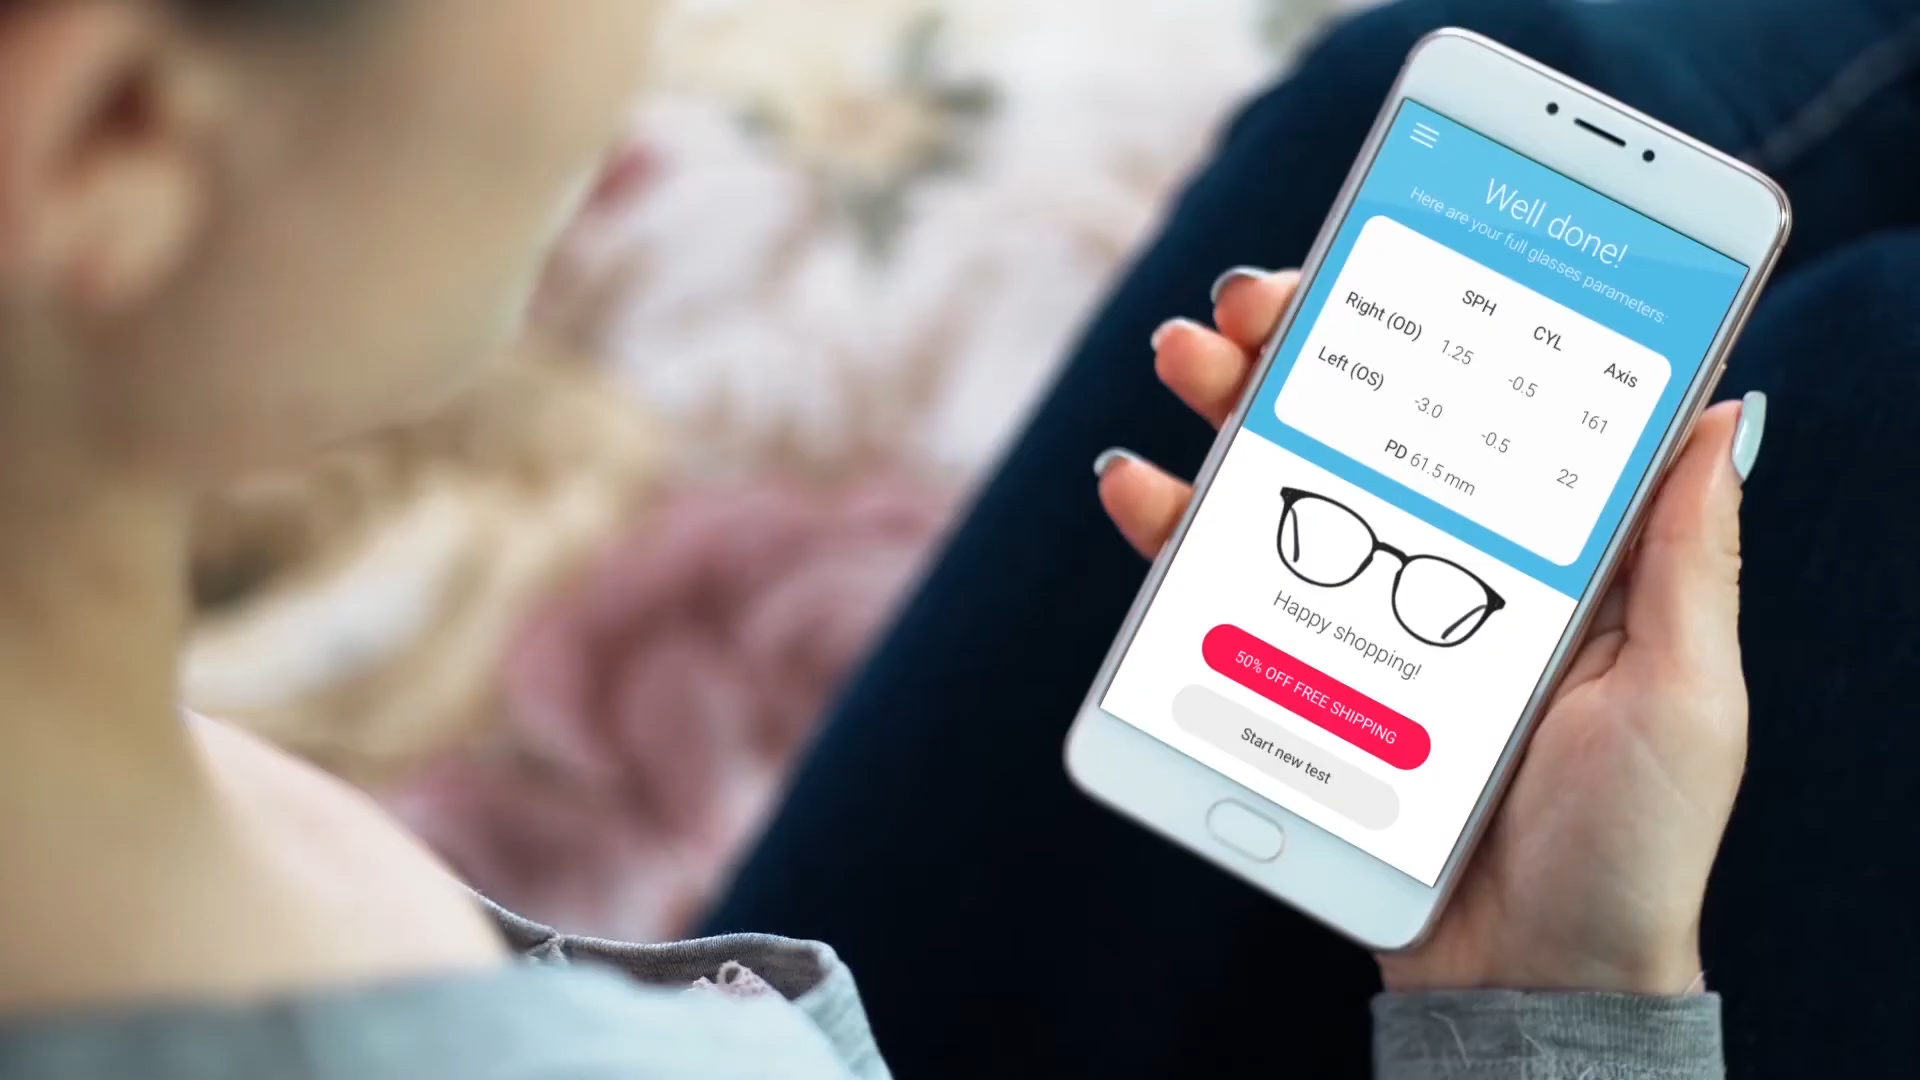 Well done!
Here are your full glasses parameters:
SPH CYL Axis
Right (OD) 1.25 -0.5 161
Left (OS) -3.0 -0.5 22
PD 61.5 mm
Happy shopping!
50% OFF FREE SHIPPING
Start new test